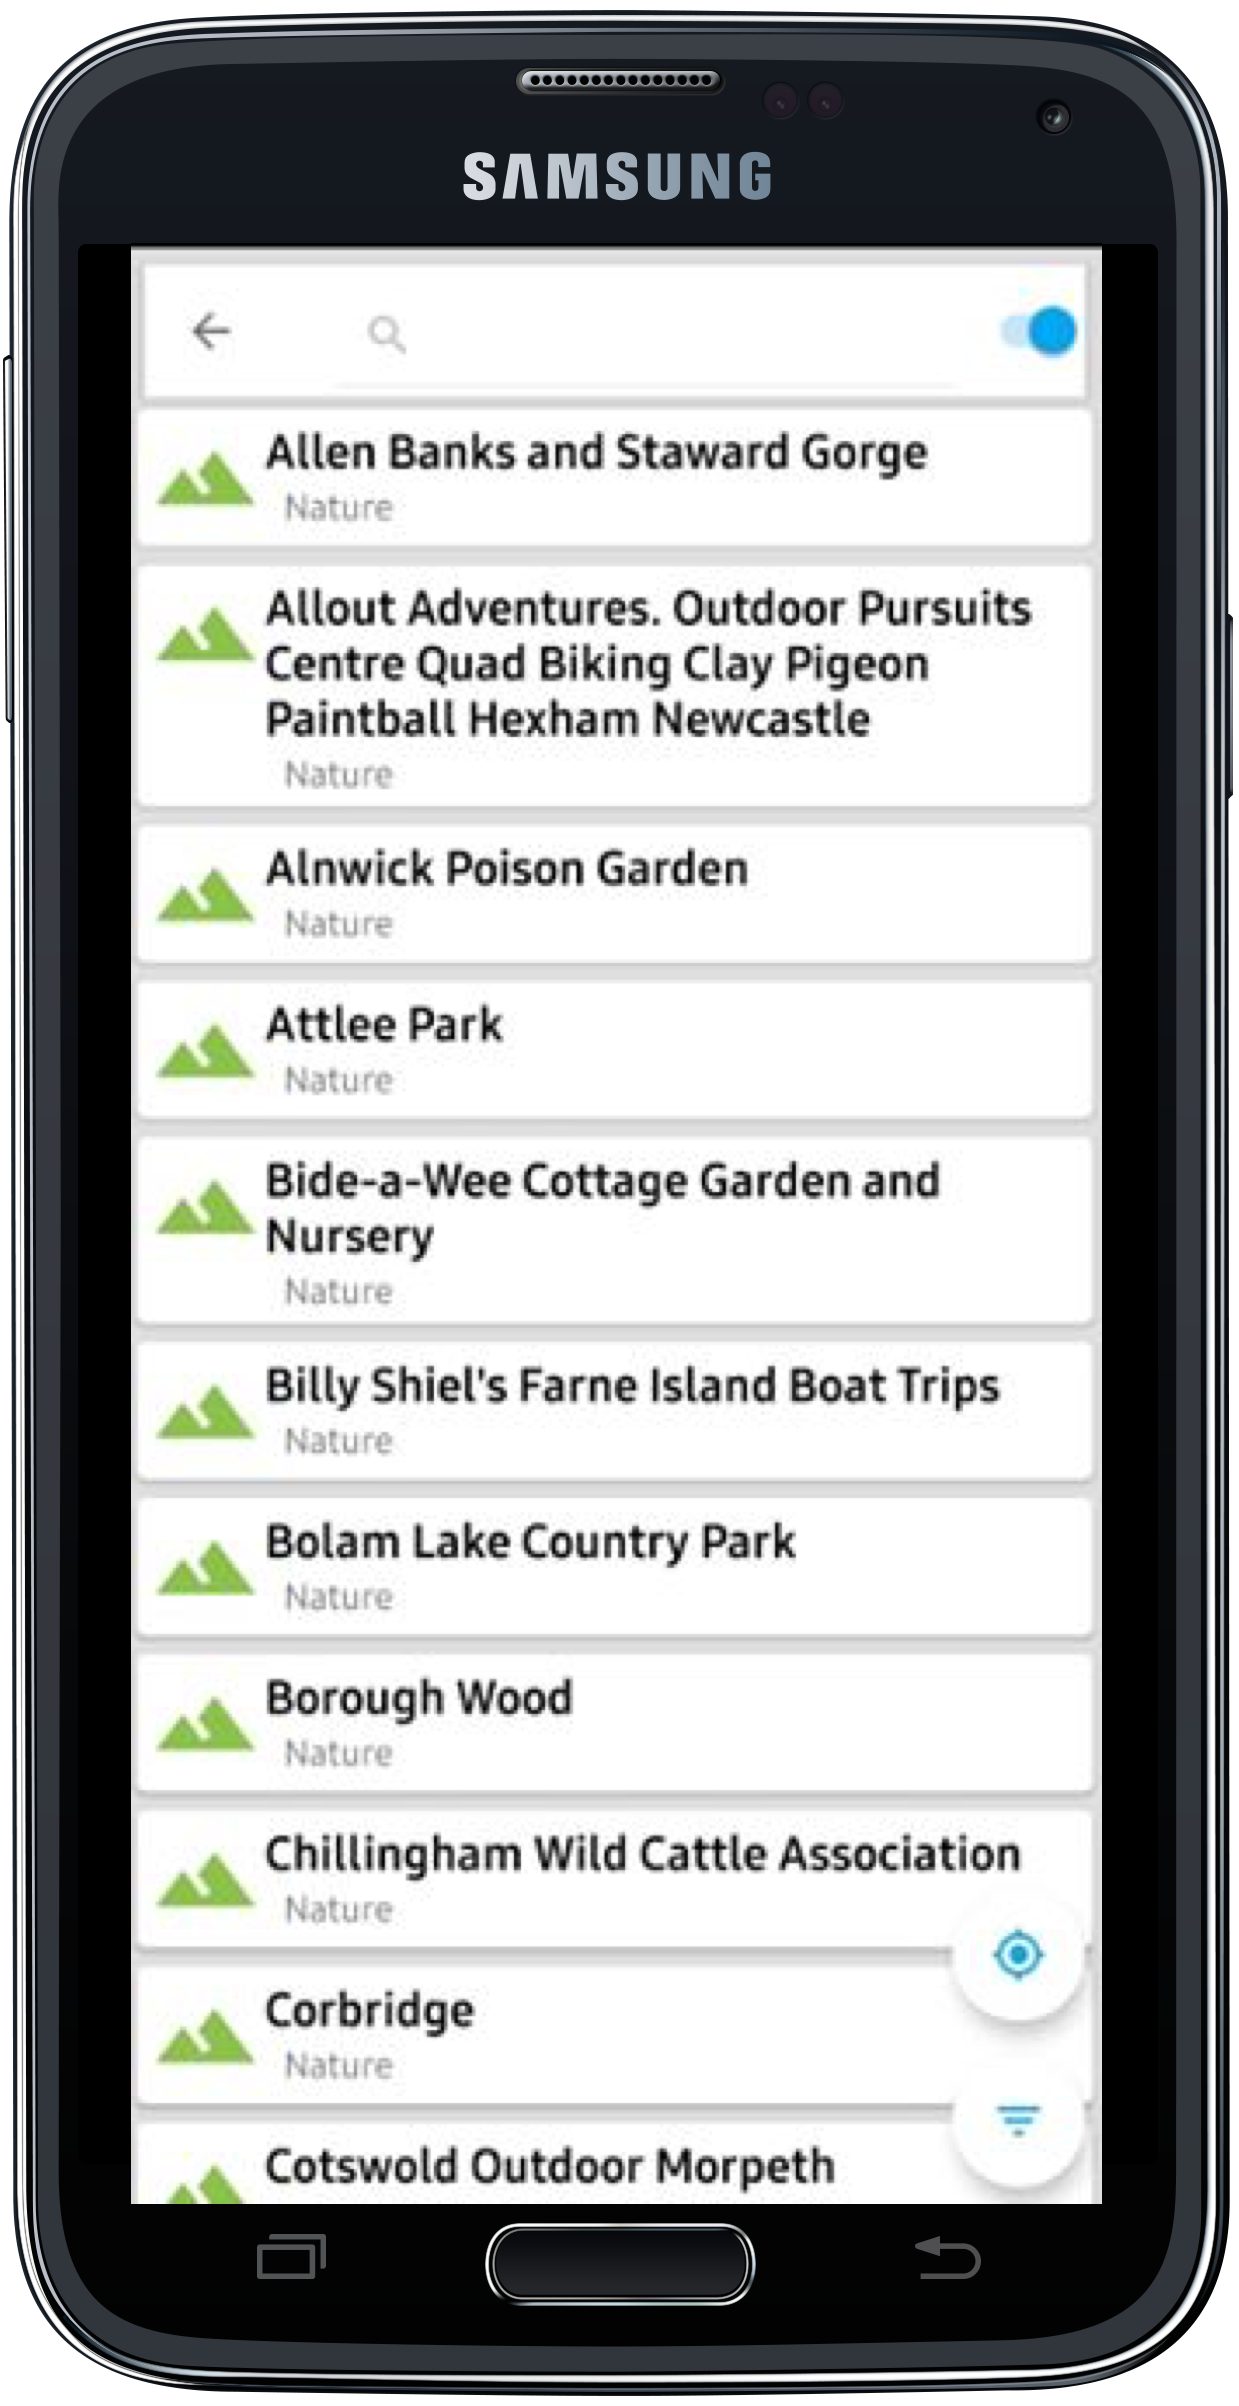 SAMSUNG
Allen Banks and Staward Gorge
Nature
Allout Adventures. Outdoor Pursuits
Centre Quad Biking Clay Pigeon
Paintball Hexham Newcastle
Nature
Alnwick Poison Garden
Nature
Attlee Park
Nature
Bide-a-Wee Cottage Garden and
Nursery
Nature
Billy Shiel's Farne Island Boat Trips
Nature
Bolam Lake Country Park
Nature
Borough Wood
Nature
Chillingham Wild Cattle Association
Nature
Corbridge
Nature
Cotswold Outdoor Morpeth